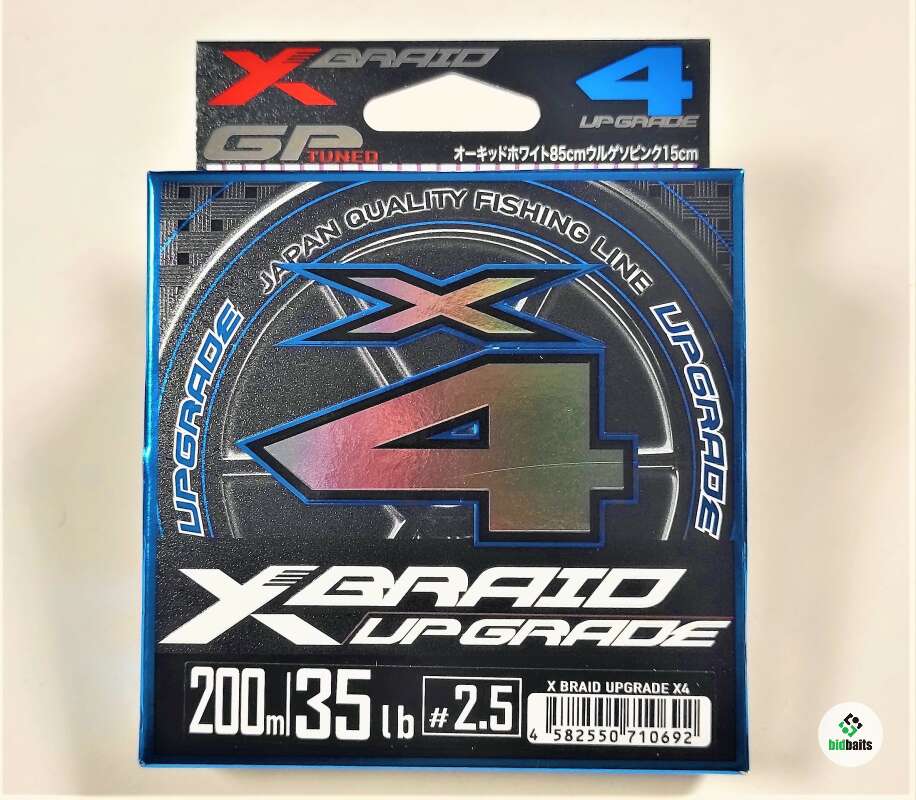 X BRAID
4
UPGRADE
GP
TUNED
オーキッドホワイト85cmウルゲソピンク15cm
JAPAN QUALITY FISHING LINE
UPGRADE
UPGRADE
X
4
X BRAID
UPGRADE
200m 35 lb #2.5
X BRAID UPGRADE X4
4 582550 710692
bidbaits